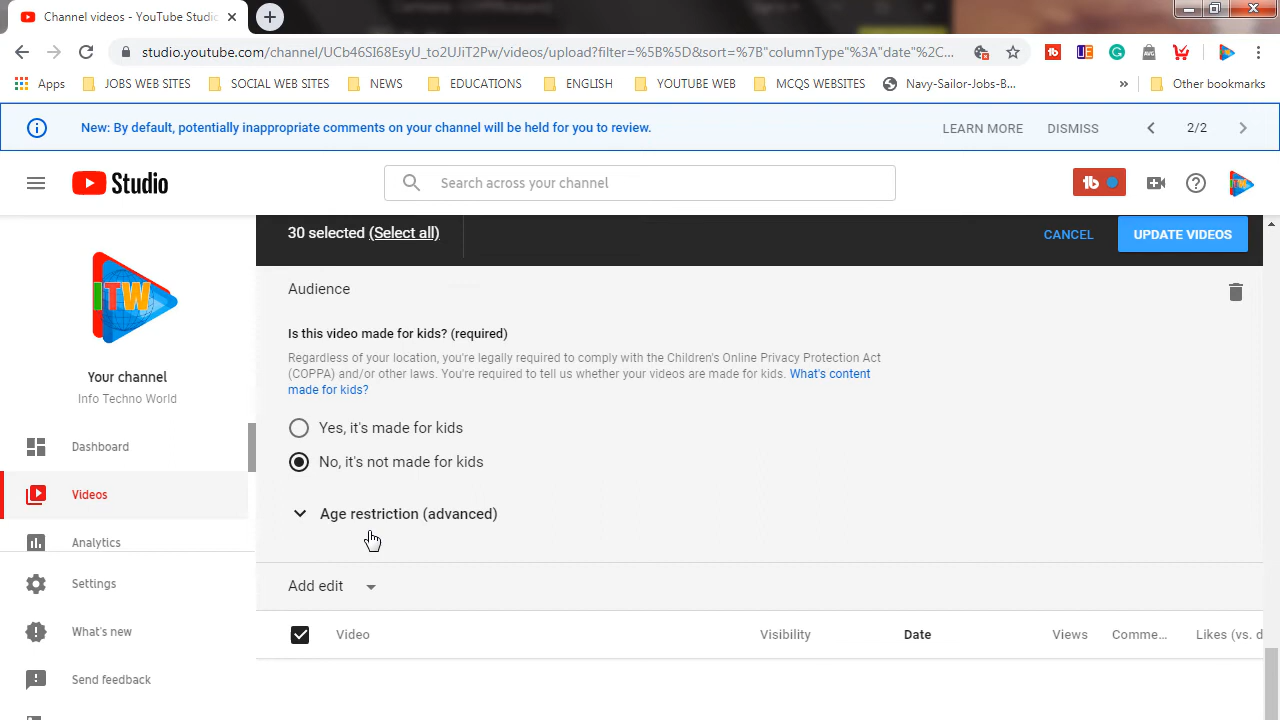 Channel videos - YouTube Studio
studio.youtube.com/channel/UCb46SI68EsyU_to2UJiT2Pw/videos/upload?filter=%5B%5D&sort=%7B"columnType"%3A"date"%2C...
Apps JOBS WEB SITES SOCIAL WEB SITES NEWS EDUCATIONS ENGLISH YOUTUBE WEB MCQS WEBSITES Navy-Sailor-Jobs-B... » Other bookmarks
New: By default, potentially inappropriate comments on your channel will be held for you to review. LEARN MORE DISMISS 2/2
Studio Search across your channel
30 selected (Select all) CANCEL UPDATE VIDEOS
Audience
Is this video made for kids? (required)
Regardless of your location, you're legally required to comply with the Children's Online Privacy Protection Act
(COPPA) and/or other laws. You're required to tell us whether your videos are made for kids. What's content
made for kids?
Yes, it's made for kids
No, it's not made for kids
Age restriction (advanced)
Add edit
Video Visibility Date Views Comme... Likes (vs. d
ITW
Your channel
Info Techno World
Dashboard
Videos
Analytics
Settings
What's new
Send feedback